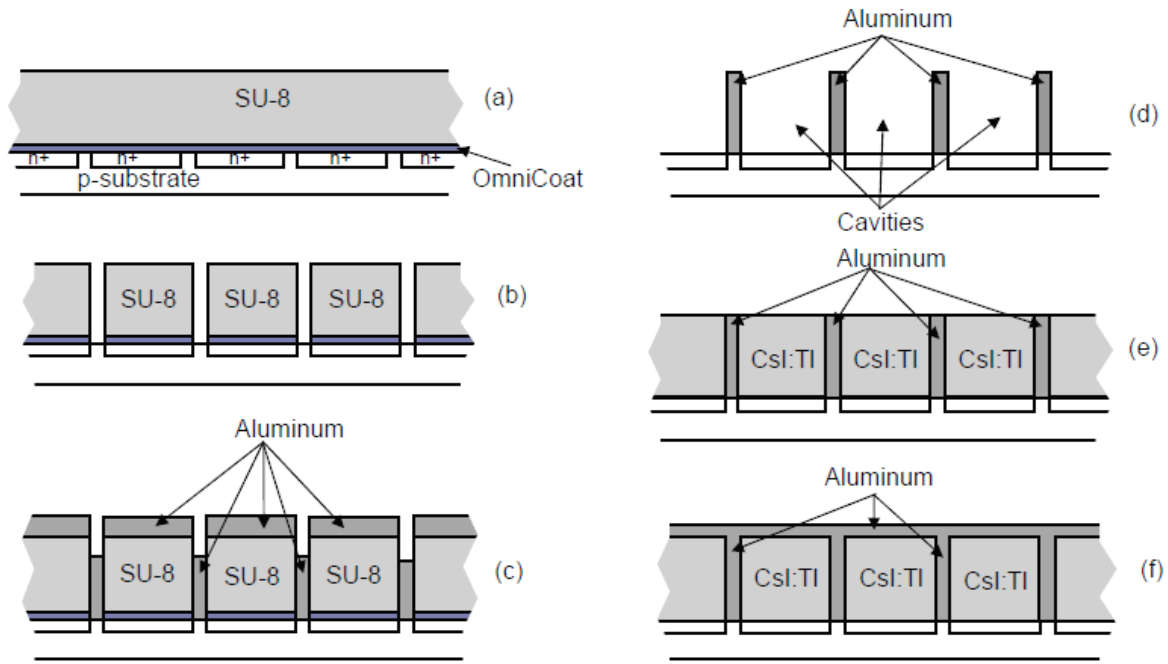 SU-8
(a)
n+ n+ n+ n+ n+
p-substrate
OmniCoat
SU-8 SU-8 SU-8
(b)
Aluminum
SU-8 SU-8 SU-8
(c)
Aluminum
(d)
Cavities
Aluminum
CsI:Tl CsI:Tl CsI:Tl
(e)
Aluminum
CsI:Tl CsI:Tl CsI:Tl
(f)